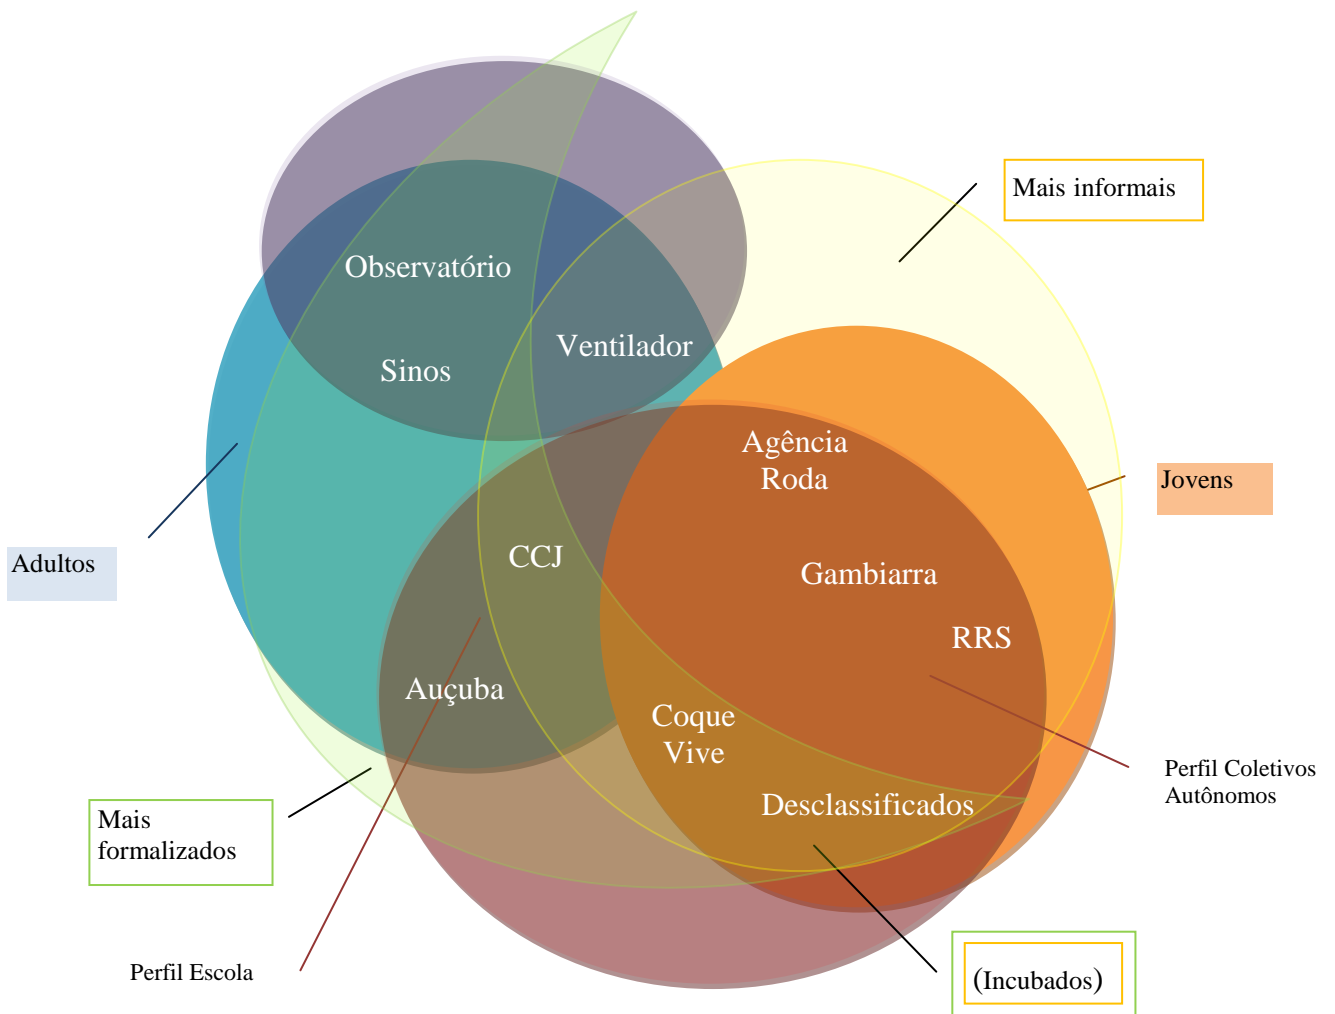 Mais informais
Observatório
Ventilador
Sinos
Agência
Roda
Jovens
Adultos
CCJ
Gambiarra
RRS
Auçuba
Coque
Vive
Perfil Coletivos
Autônomos
Desclassificados
Mais
formalizados
Perfil Escola
(Incubados)